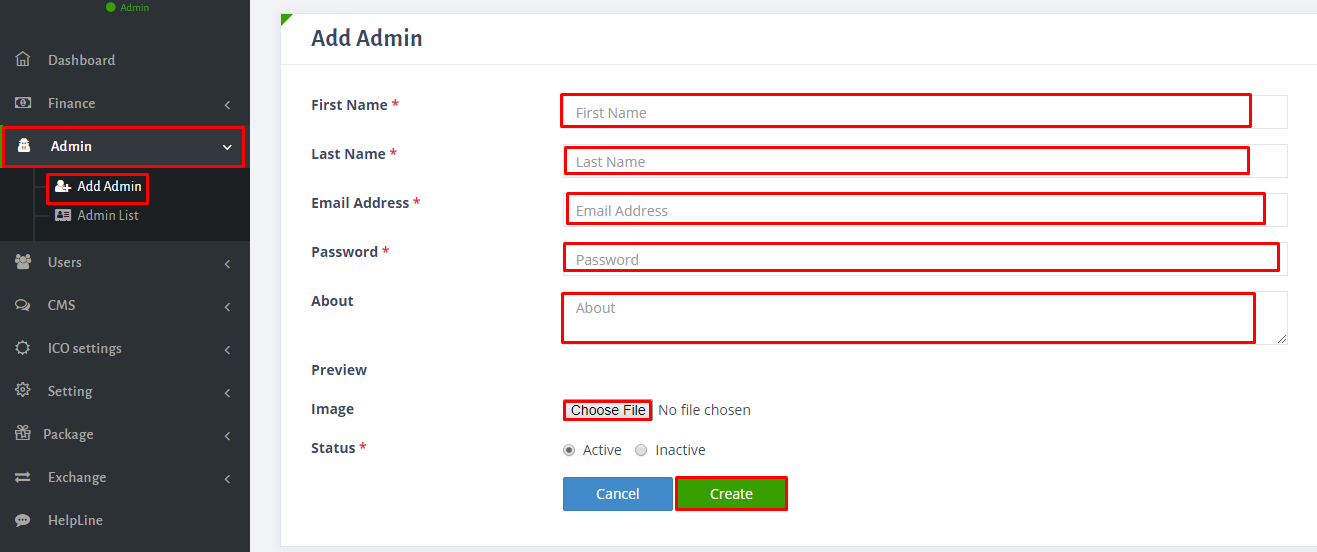 Admin
Dashboard
Finance
Admin
Add Admin
Admin List
Users
CMS
ICO settings
Setting
Package
Exchange
HelpLine
Add Admin
First Name *
First Name
Last Name *
Last Name
Email Address *
Email Address
Password *
Password
About
About
Preview
Image
Choose File No file chosen
Status *
Active Inactive
Cancel Create